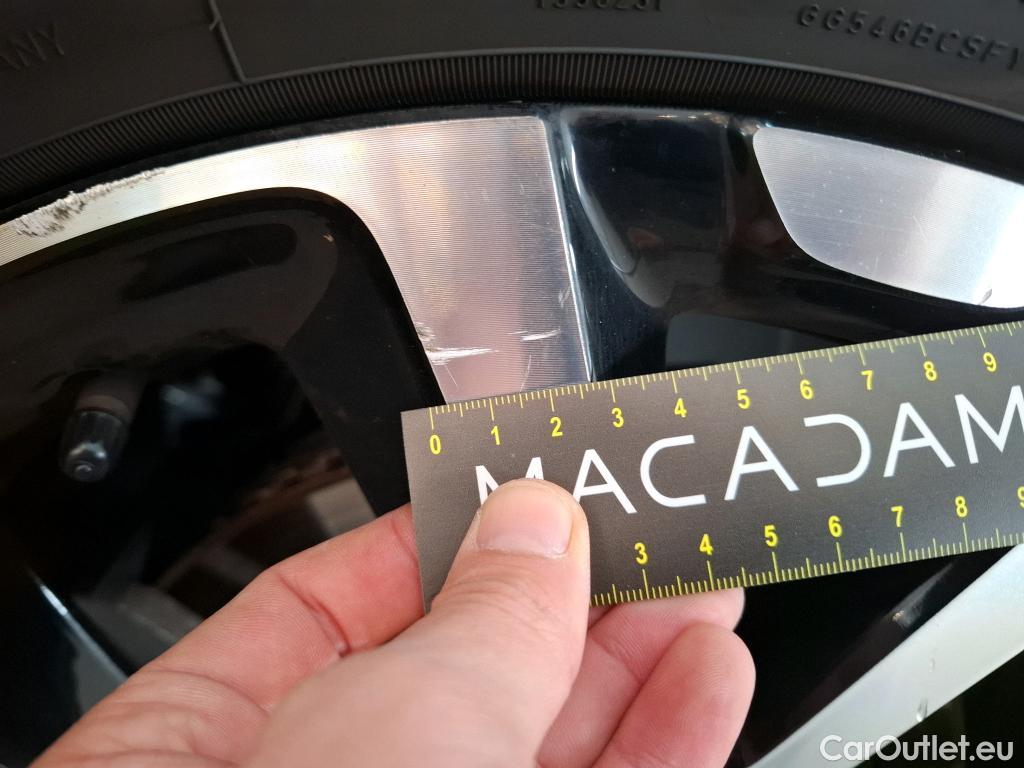 ANY
GG546BCSFY
0 1 2 3 4 5 6 7 8 9
MACADAM
3 4 5 6 7 8 9
CarOutlet.eu